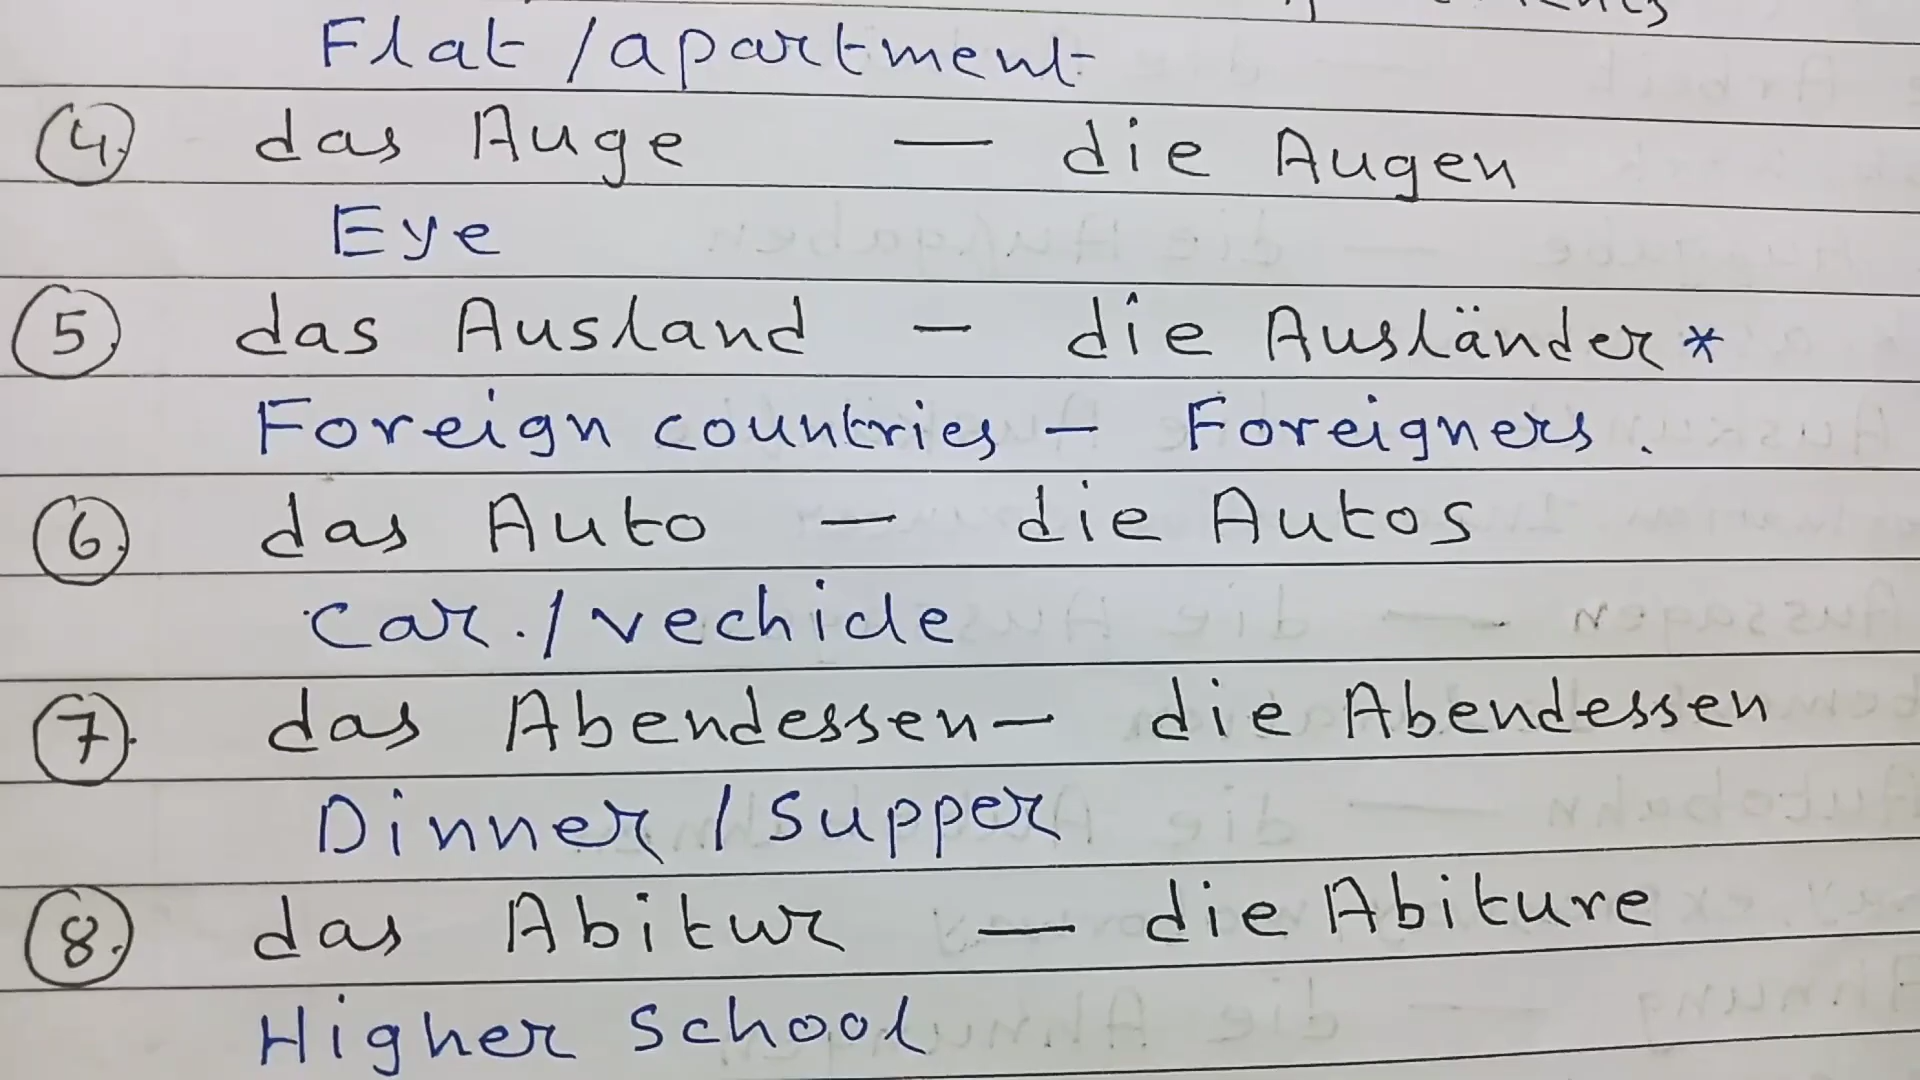 Flat / apartment
4. das Auge — die Augen
Eye
5. das Ausland – die Ausländer *
Foreign countries – Foreigners.
6. das Auto — die Autos
Car. / vechicle
7. das Abendessen – die Abendessen
Dinner / Supper
8. das Abitur — die Abiture
Higher School